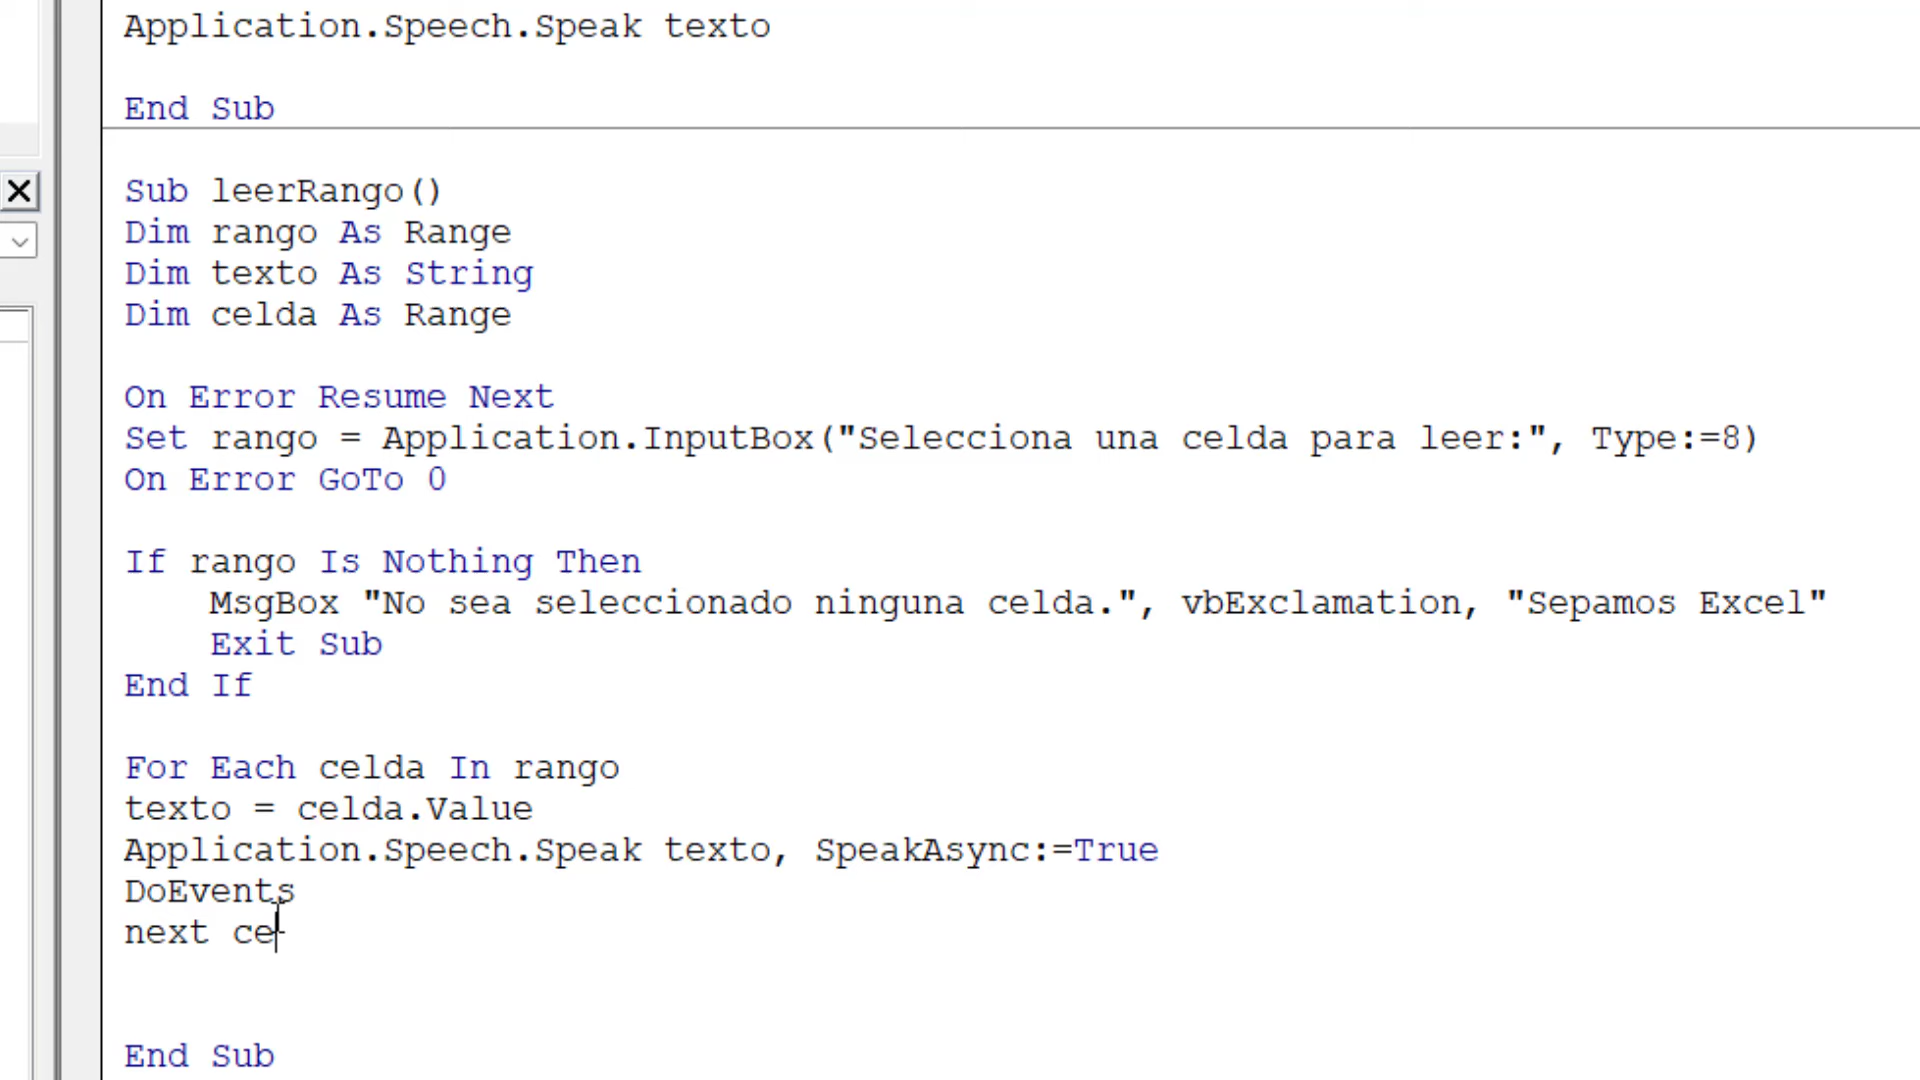 Application.Speech.Speak texto
End Sub
Sub leerRango()
Dim rango As Range
Dim texto As String
Dim celda As Range
On Error Resume Next
Set rango = Application.InputBox("Selecciona una celda para leer:", Type:=8)
On Error GoTo 0
If rango Is Nothing Then
MsgBox "No sea seleccionado ninguna celda.", vbExclamation, "Sepamos Excel"
Exit Sub
End If
For Each celda In rango
texto = celda.Value
Application.Speech.Speak texto, SpeakAsync:=True
DoEvents
next ce
End Sub